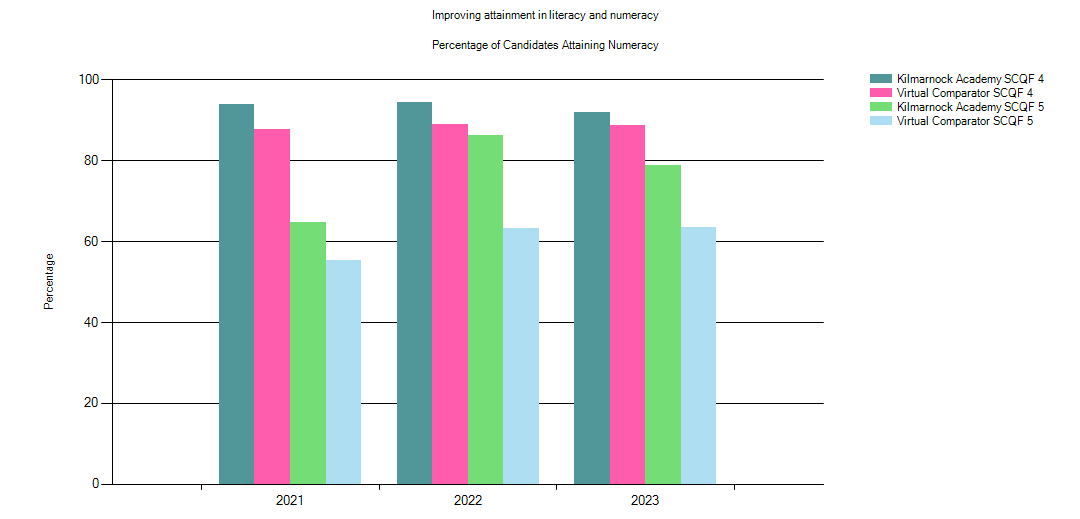 Improving attainment in literacy and numeracy
Percentage of Candidates Attaining Numeracy
Kilmarnock Academy SCQF 4
Virtual Comparator SCQF 4
Kilmarnock Academy SCQF 5
Virtual Comparator SCQF 5
Percentage
100
80
60
40
20
0
2021 2022 2023